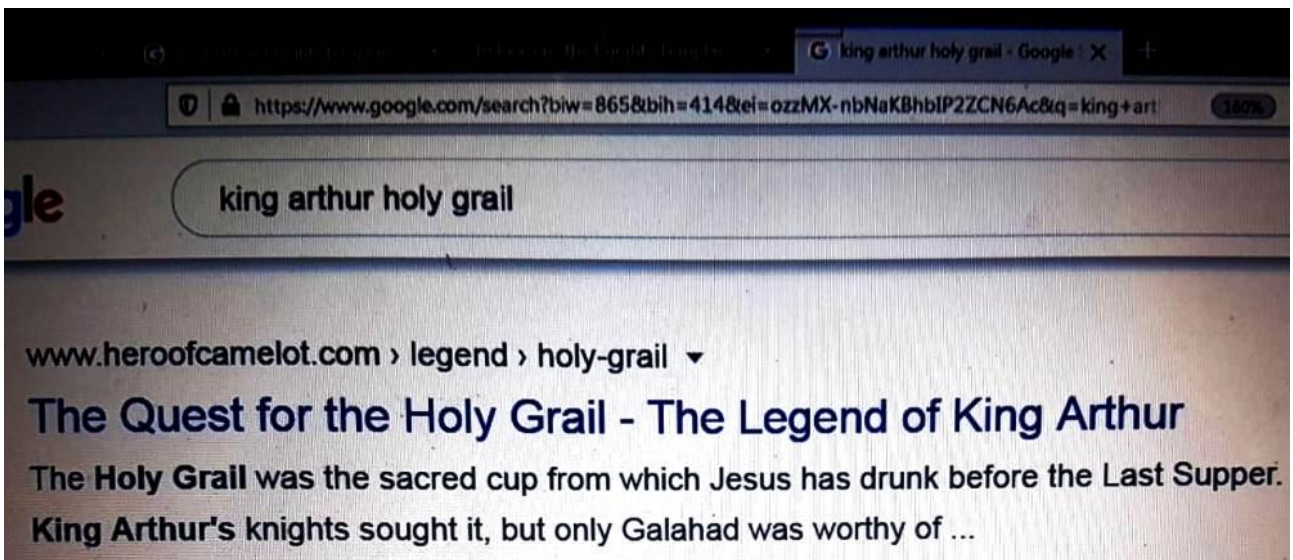 king arthur holy grail - Google
https://www.google.com/search?biw=865&bih=414&ei=ozzMX-nbNaKBhbIP2ZCN6Ac&q=king+art 160%
gle king arthur holy grail
www.heroofcamelot.com › legend › holy-grail
The Quest for the Holy Grail - The Legend of King Arthur
The Holy Grail was the sacred cup from which Jesus has drunk before the Last Supper.
King Arthur's knights sought it, but only Galahad was worthy of ...